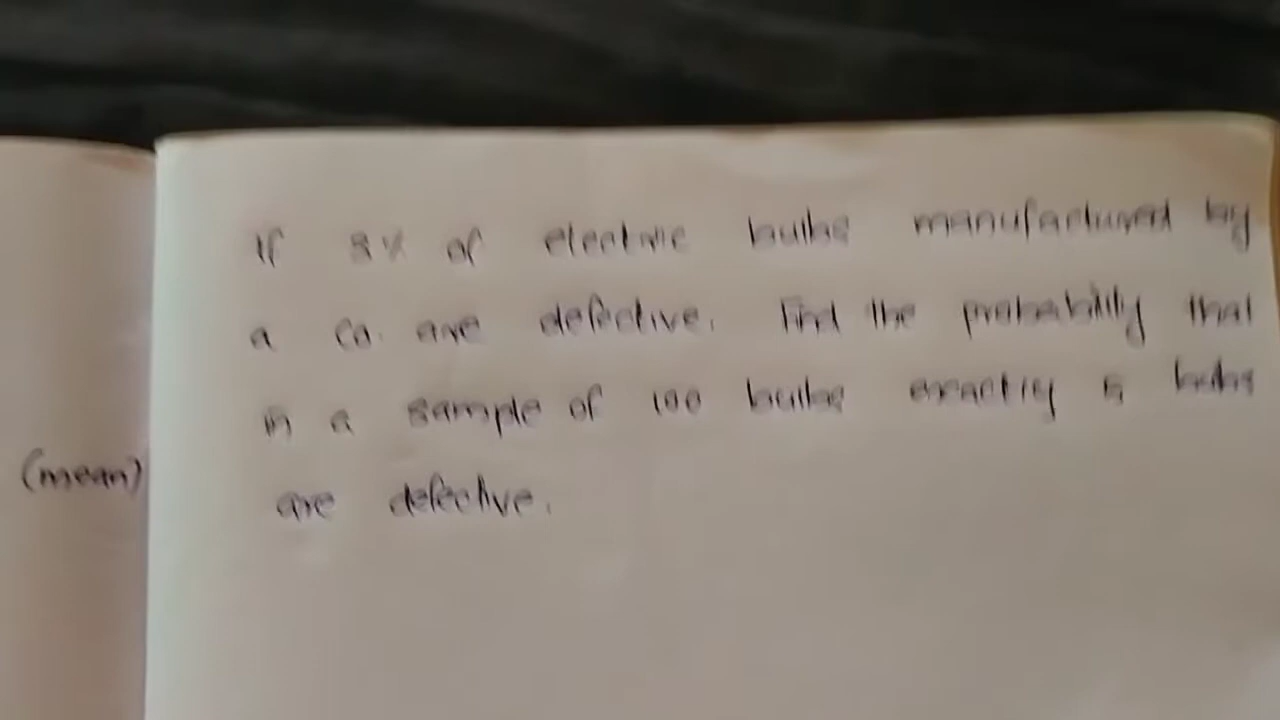 (mean)
If 3% of electric bulbs manufactured by
a Co. are defective. Find the probability that
in a sample of 100 bulbs exactly 5 bulbs
are defective.